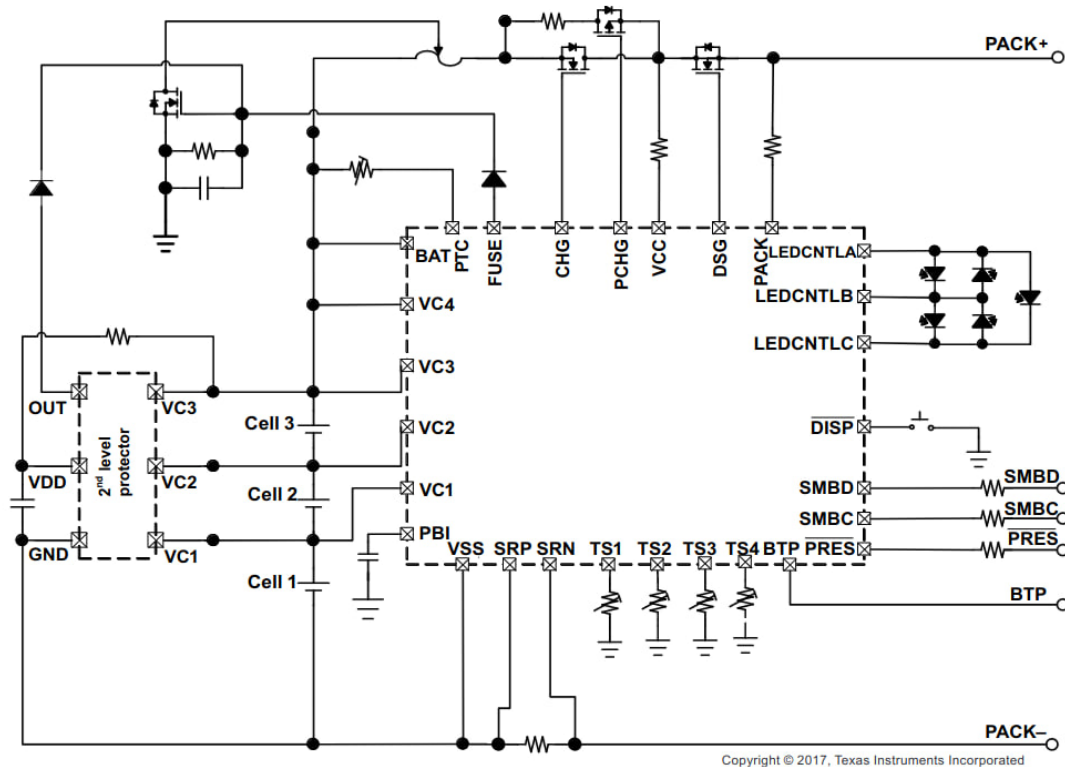 PACK+
BAT
PTC
FUSE
CHG
PCHG
VCC
DSG
PACK
LEDCNTLA
LEDCNTLB
LEDCNTLC
VC4
VC3
VC2
VC1
PBI
OUT
VDD
GND
2nd level
protector
VC3
VC2
VC1
Cell 3
Cell 2
Cell 1
DISP
SMBD
SMBC
PRES
SMBD
SMBC
PRES
VSS
SRP
SRN
TS1
TS2
TS3
TS4
BTP
BTP
PACK–
Copyright © 2017, Texas Instruments Incorporated